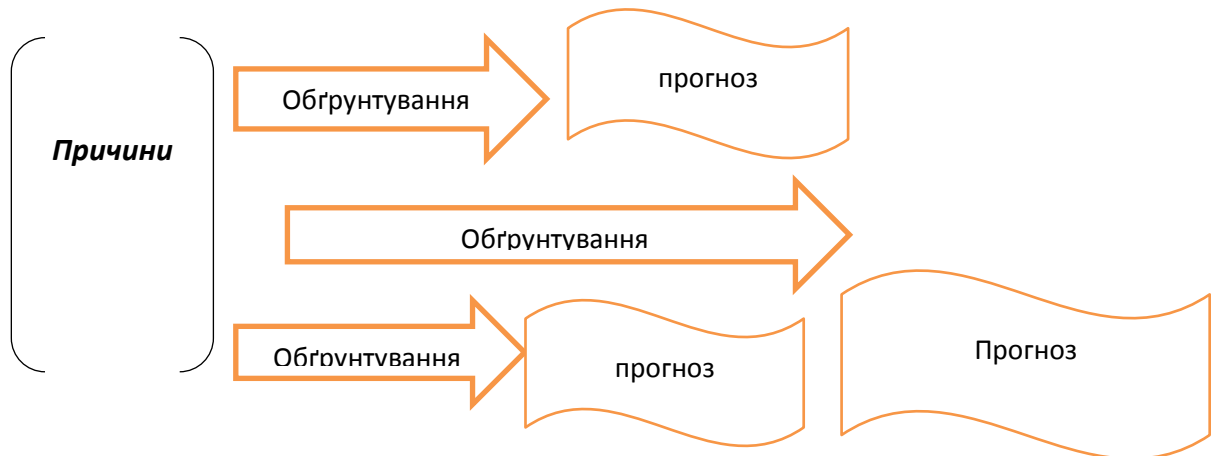 Обґрунтування
прогноз
Причини
Обґрунтування
Обґрунтування
прогноз
Прогноз